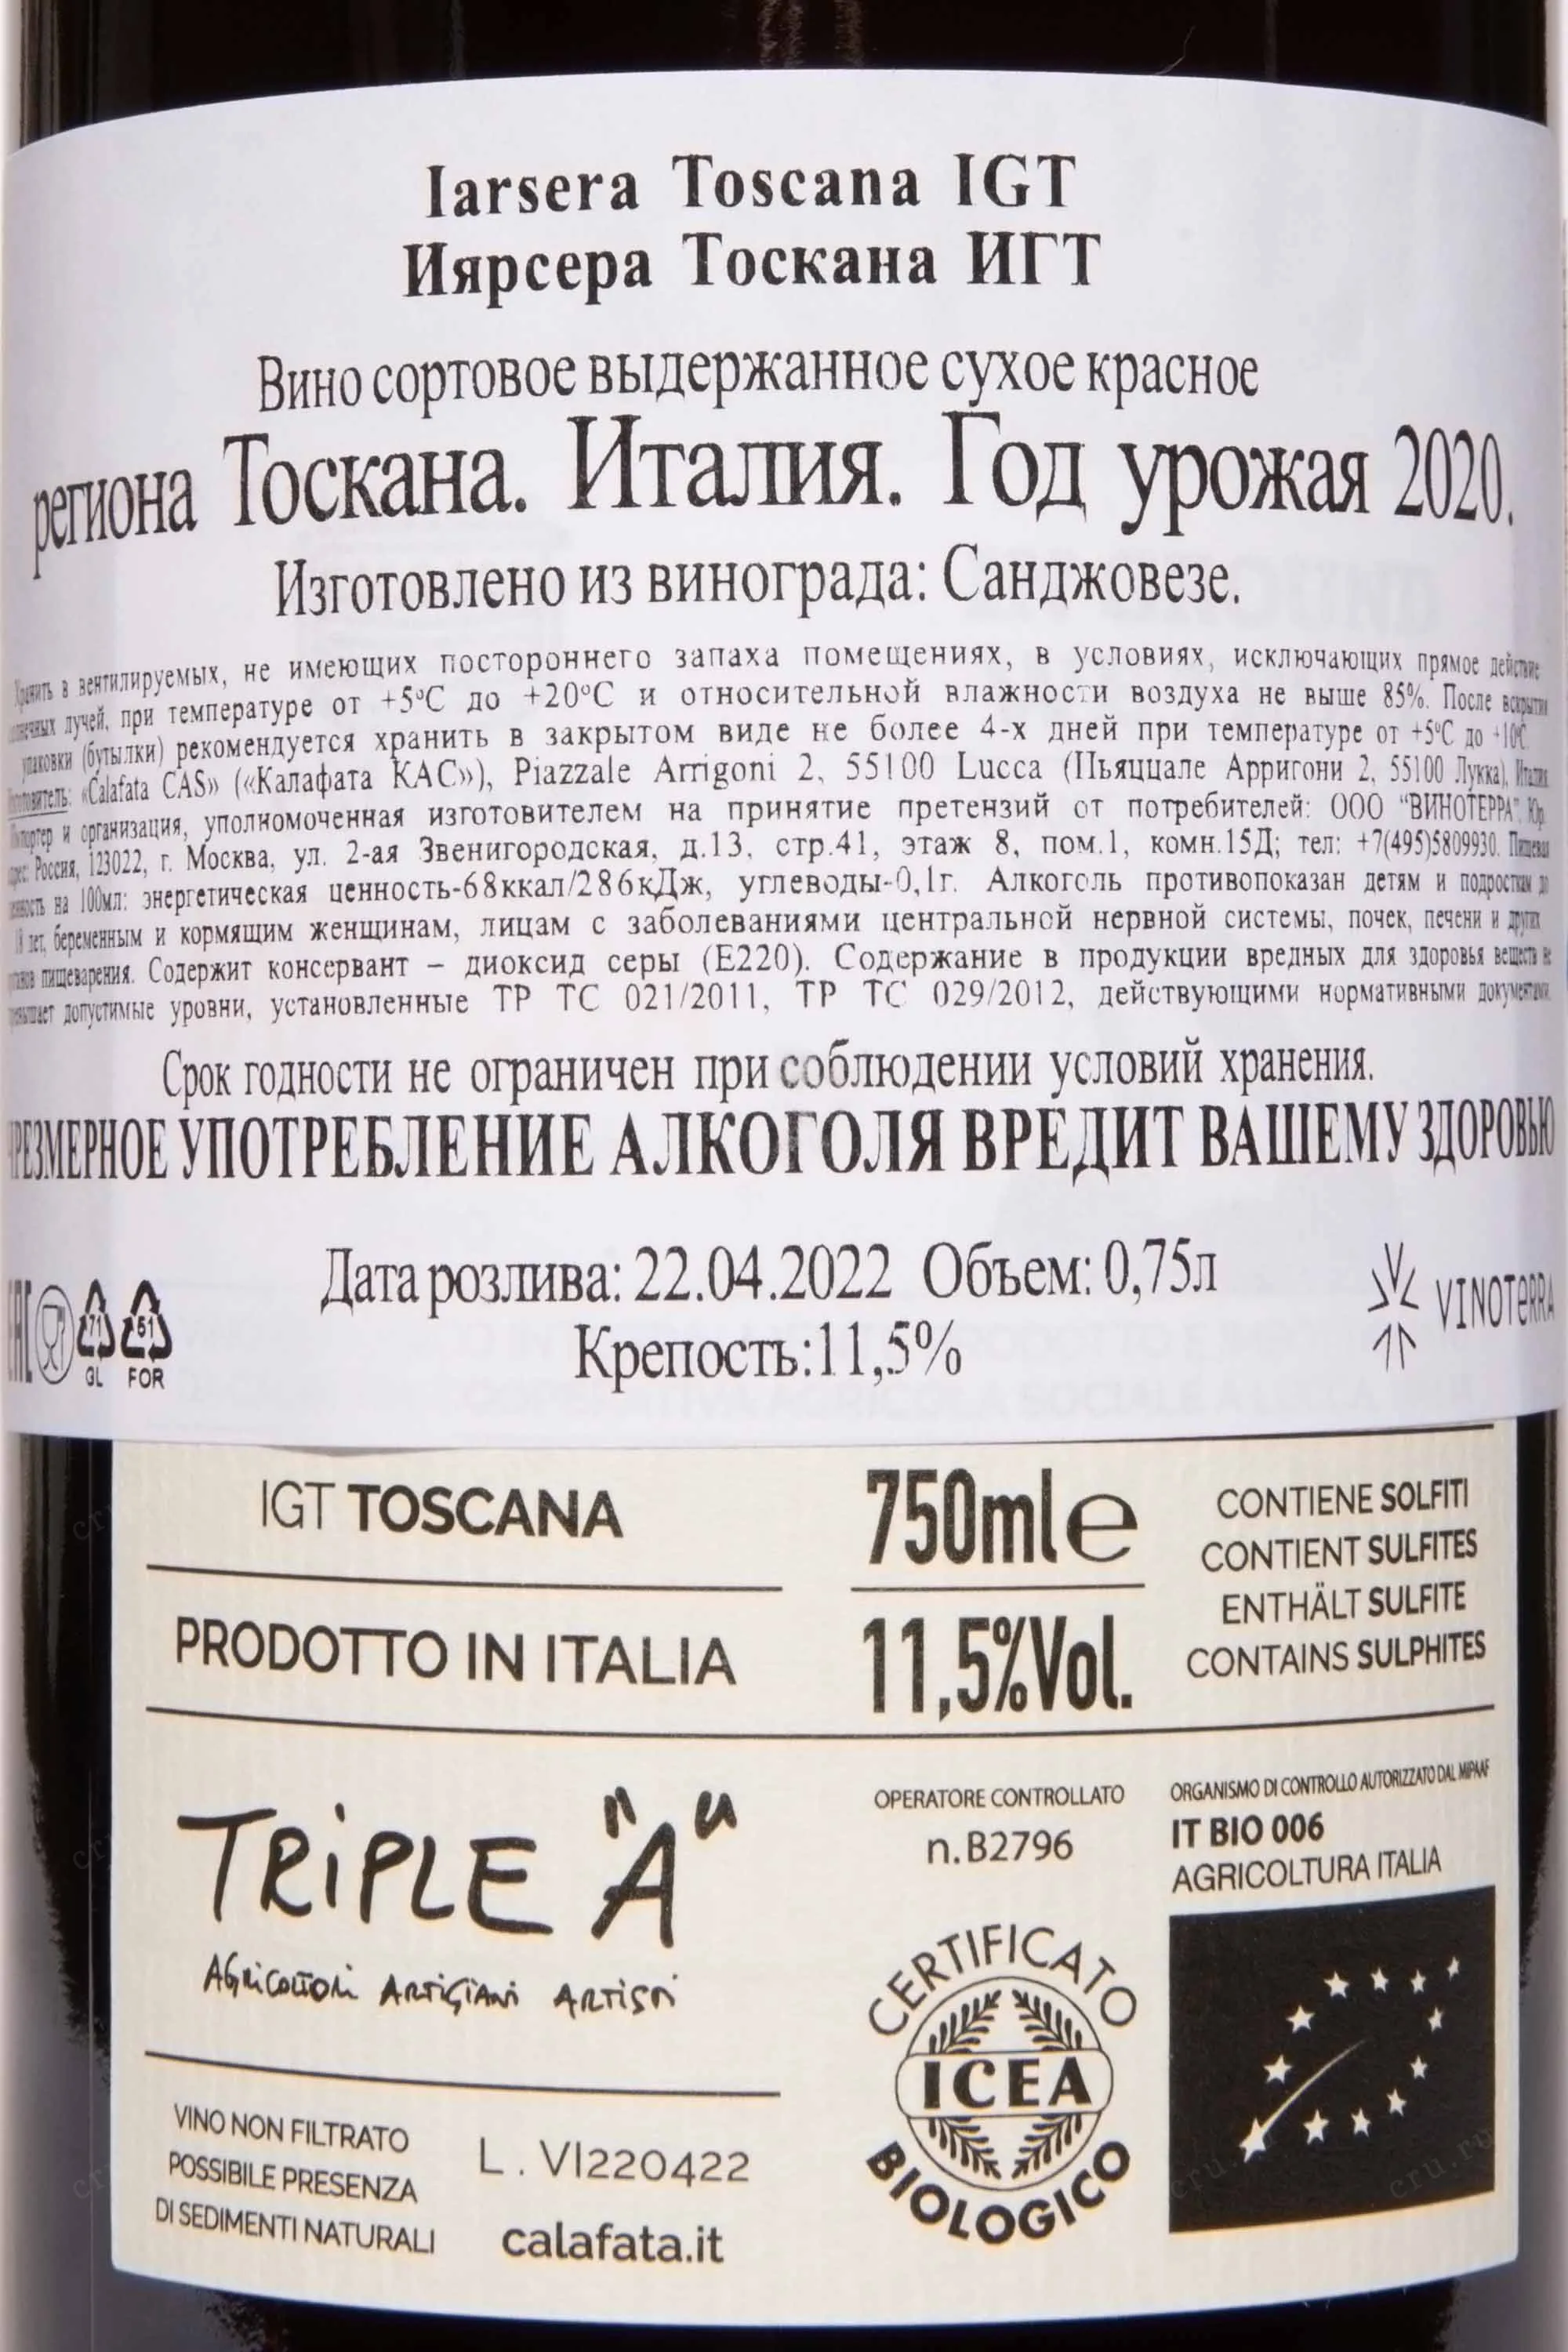 Iarsera Toscana IGT
Иярсера Тоскана ИГТ
Вино сортовое выдержанное сухое красное
региона Тоскана. Италия. Год урожая 2020.
Изготовлено из винограда: Санджовезе.
Хранить в вентилируемых, не имеющих постороннего запаха помещениях, в условиях, исключающих прямое действие
лучей, при температуре от +5°С до +20°С и относительной влажности воздуха не выше 85%. После вскрытия
упаковки (бутылки) рекомендуется хранить в закрытом виде не более 4-х дней при температуре от +5°С до +10°С.
«Calafata CAS» («Калафата КАС»), Piazzale Arrigoni 2, 55100 Lucca (Пьяццале Арригони 2, 55100 Лукка), Италия
и организация, уполномоченная изготовителем на принятие претензий от потребителей: ООО "ВИНОТЕРРА". Юр.
Россия, 123022, г. Москва, ул. 2-ая Звенигородская, д.13, стр.41, этаж 8, пом.1, комн.15Д; тел: +7(495)5809930. Пищевая
на 100мл: энергетическая ценность-68ккал/286кДж, углеводы-0,1г. Алкоголь противопоказан детям и подросткам до
18 лет, беременным и кормящим женщинам, лицам с заболеваниями центральной нервной системы, почек, печени и других
пищеварения. Содержит консервант – диоксид серы (Е220). Содержание в продукции вредных для здоровья веществ не
допустимые уровни, установленные ТР ТС 021/2011, ТР ТС 029/2012, действующими нормативными документами.
Срок годности не ограничен при соблюдении условий хранения.
РЕЗМЕРНОЕ УПОТРЕБЛЕНИЕ АЛКОГОЛЯ ВРЕДИТ ВАШЕМУ ЗДОРОВЬЮ
Дата розлива: 22.04.2022 Объем: 0,75л
Крепость:11,5%
EAC
71
GL
51
FOR
VINOTeRRA
IGT TOSCANA
750ml e
PRODOTTO IN ITALIA
11,5%Vol.
CONTIENE SOLFITI
CONTIENT SULFITES
ENTHÄLT SULFITE
CONTAINS SULPHITES
TRiPLE "A"
AGRiCOLTORi ARTiGiANi ARTiSTi
OPERATORE CONTROLLATO
n.B2796
ORGANISMO DI CONTROLLO AUTORIZZATO DAL MIPAAF
IT BIO 006
AGRICOLTURA ITALIA
CERTIFICATO
ICEA
BIOLOGICO
VINO NON FILTRATO
POSSIBILE PRESENZA
DI SEDIMENTI NATURALI
L. VI220422
calafata.it
cru.ru
cru.ru